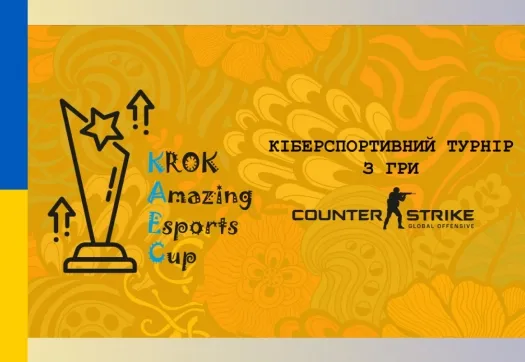 KROK
Amazing
Esports
Cup
КІБЕРСПОРТИВНИЙ ТУРНІР
З ГРИ
COUNTER STRIKE
GLOBAL OFFENSIVE